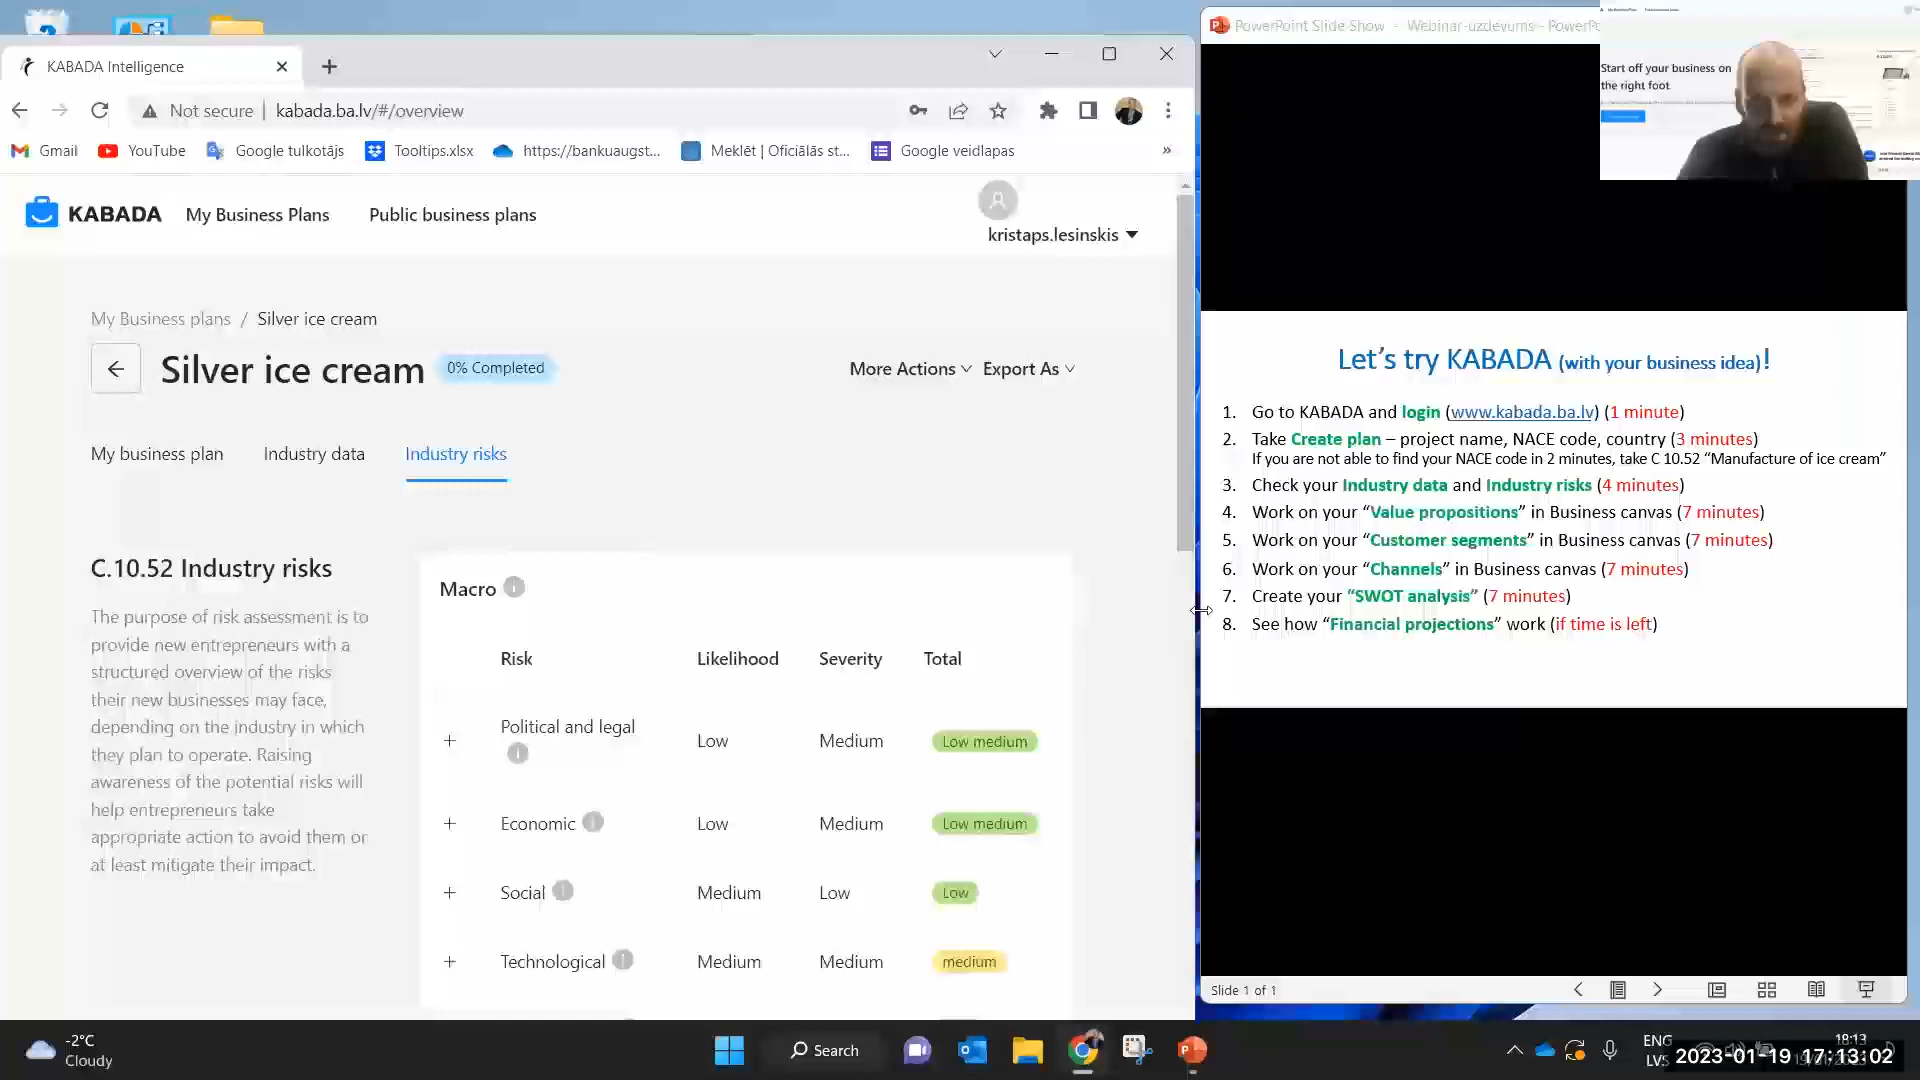 KABADA Intelligence
Not secure
kabada.ba.lv/#/overview
Gmail
YouTube
Google tulkotājs
Tooltips.xlsx
https://bankuaugst...
Meklēt | Oficiālās st...
Google veidlapas
»
KABADA
My Business Plans
Public business plans
kristaps.lesinskis
My Business plans / Silver ice cream
Silver ice cream
0% Completed
More Actions
Export As
My business plan
Industry data
Industry risks
C.10.52 Industry risks
The purpose of risk assessment is to
provide new entrepreneurs with a
structured overview of the risks
their new businesses may face,
depending on the industry in which
they plan to operate. Raising
awareness of the potential risks will
help entrepreneurs take
appropriate action to avoid them or
at least mitigate their impact.
Macro
Risk Likelihood Severity Total
+ Political and legal Low Medium Low medium
+ Economic Low Medium Low medium
+ Social Medium Low Low
+ Technological Medium Medium medium
PowerPoint Slide Show - Webinar-uzdevums - PowerPo
Start off your business on
the right foot
Let's try KABADA (with your business idea)!
1. Go to KABADA and login (www.kabada.ba.lv) (1 minute)
2. Take Create plan – project name, NACE code, country (3 minutes)
If you are not able to find your NACE code in 2 minutes, take C 10.52 “Manufacture of ice cream”
3. Check your Industry data and Industry risks (4 minutes)
4. Work on your “Value propositions” in Business canvas (7 minutes)
5. Work on your “Customer segments” in Business canvas (7 minutes)
6. Work on your “Channels” in Business canvas (7 minutes)
7. Create your “SWOT analysis” (7 minutes)
8. See how “Financial projections” work (if time is left)
Slide 1 of 1
-2°C
Cloudy
Search
ENG
LVS
18:13
2023-01-19 17:13:02